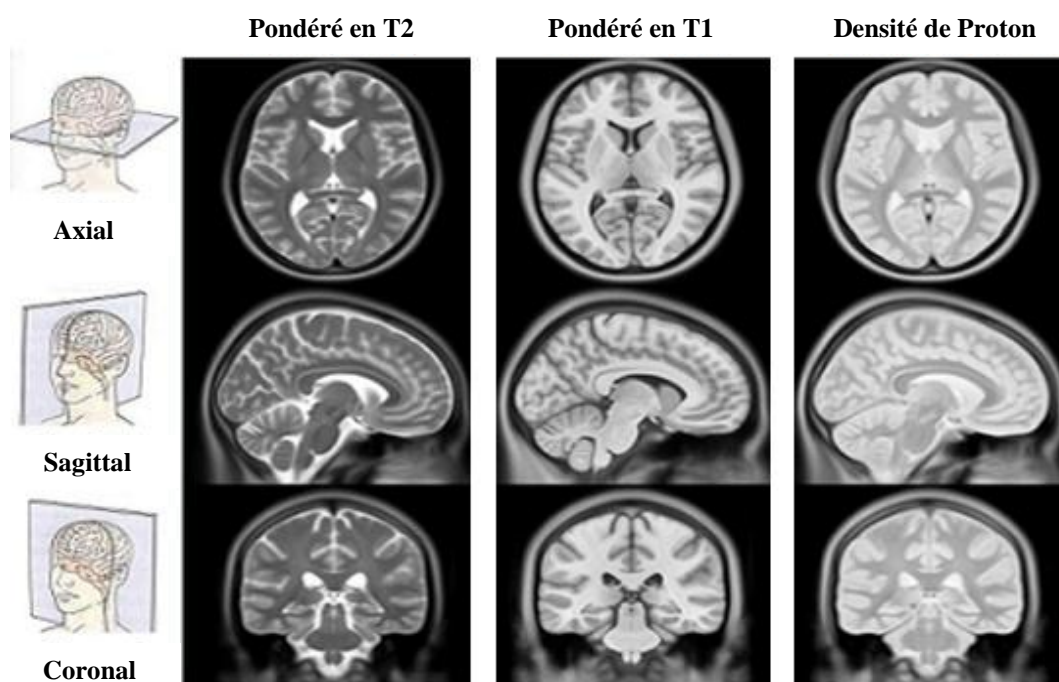 Pondéré en T2
Pondéré en T1
Densité de Proton
Axial
Sagittal
Coronal